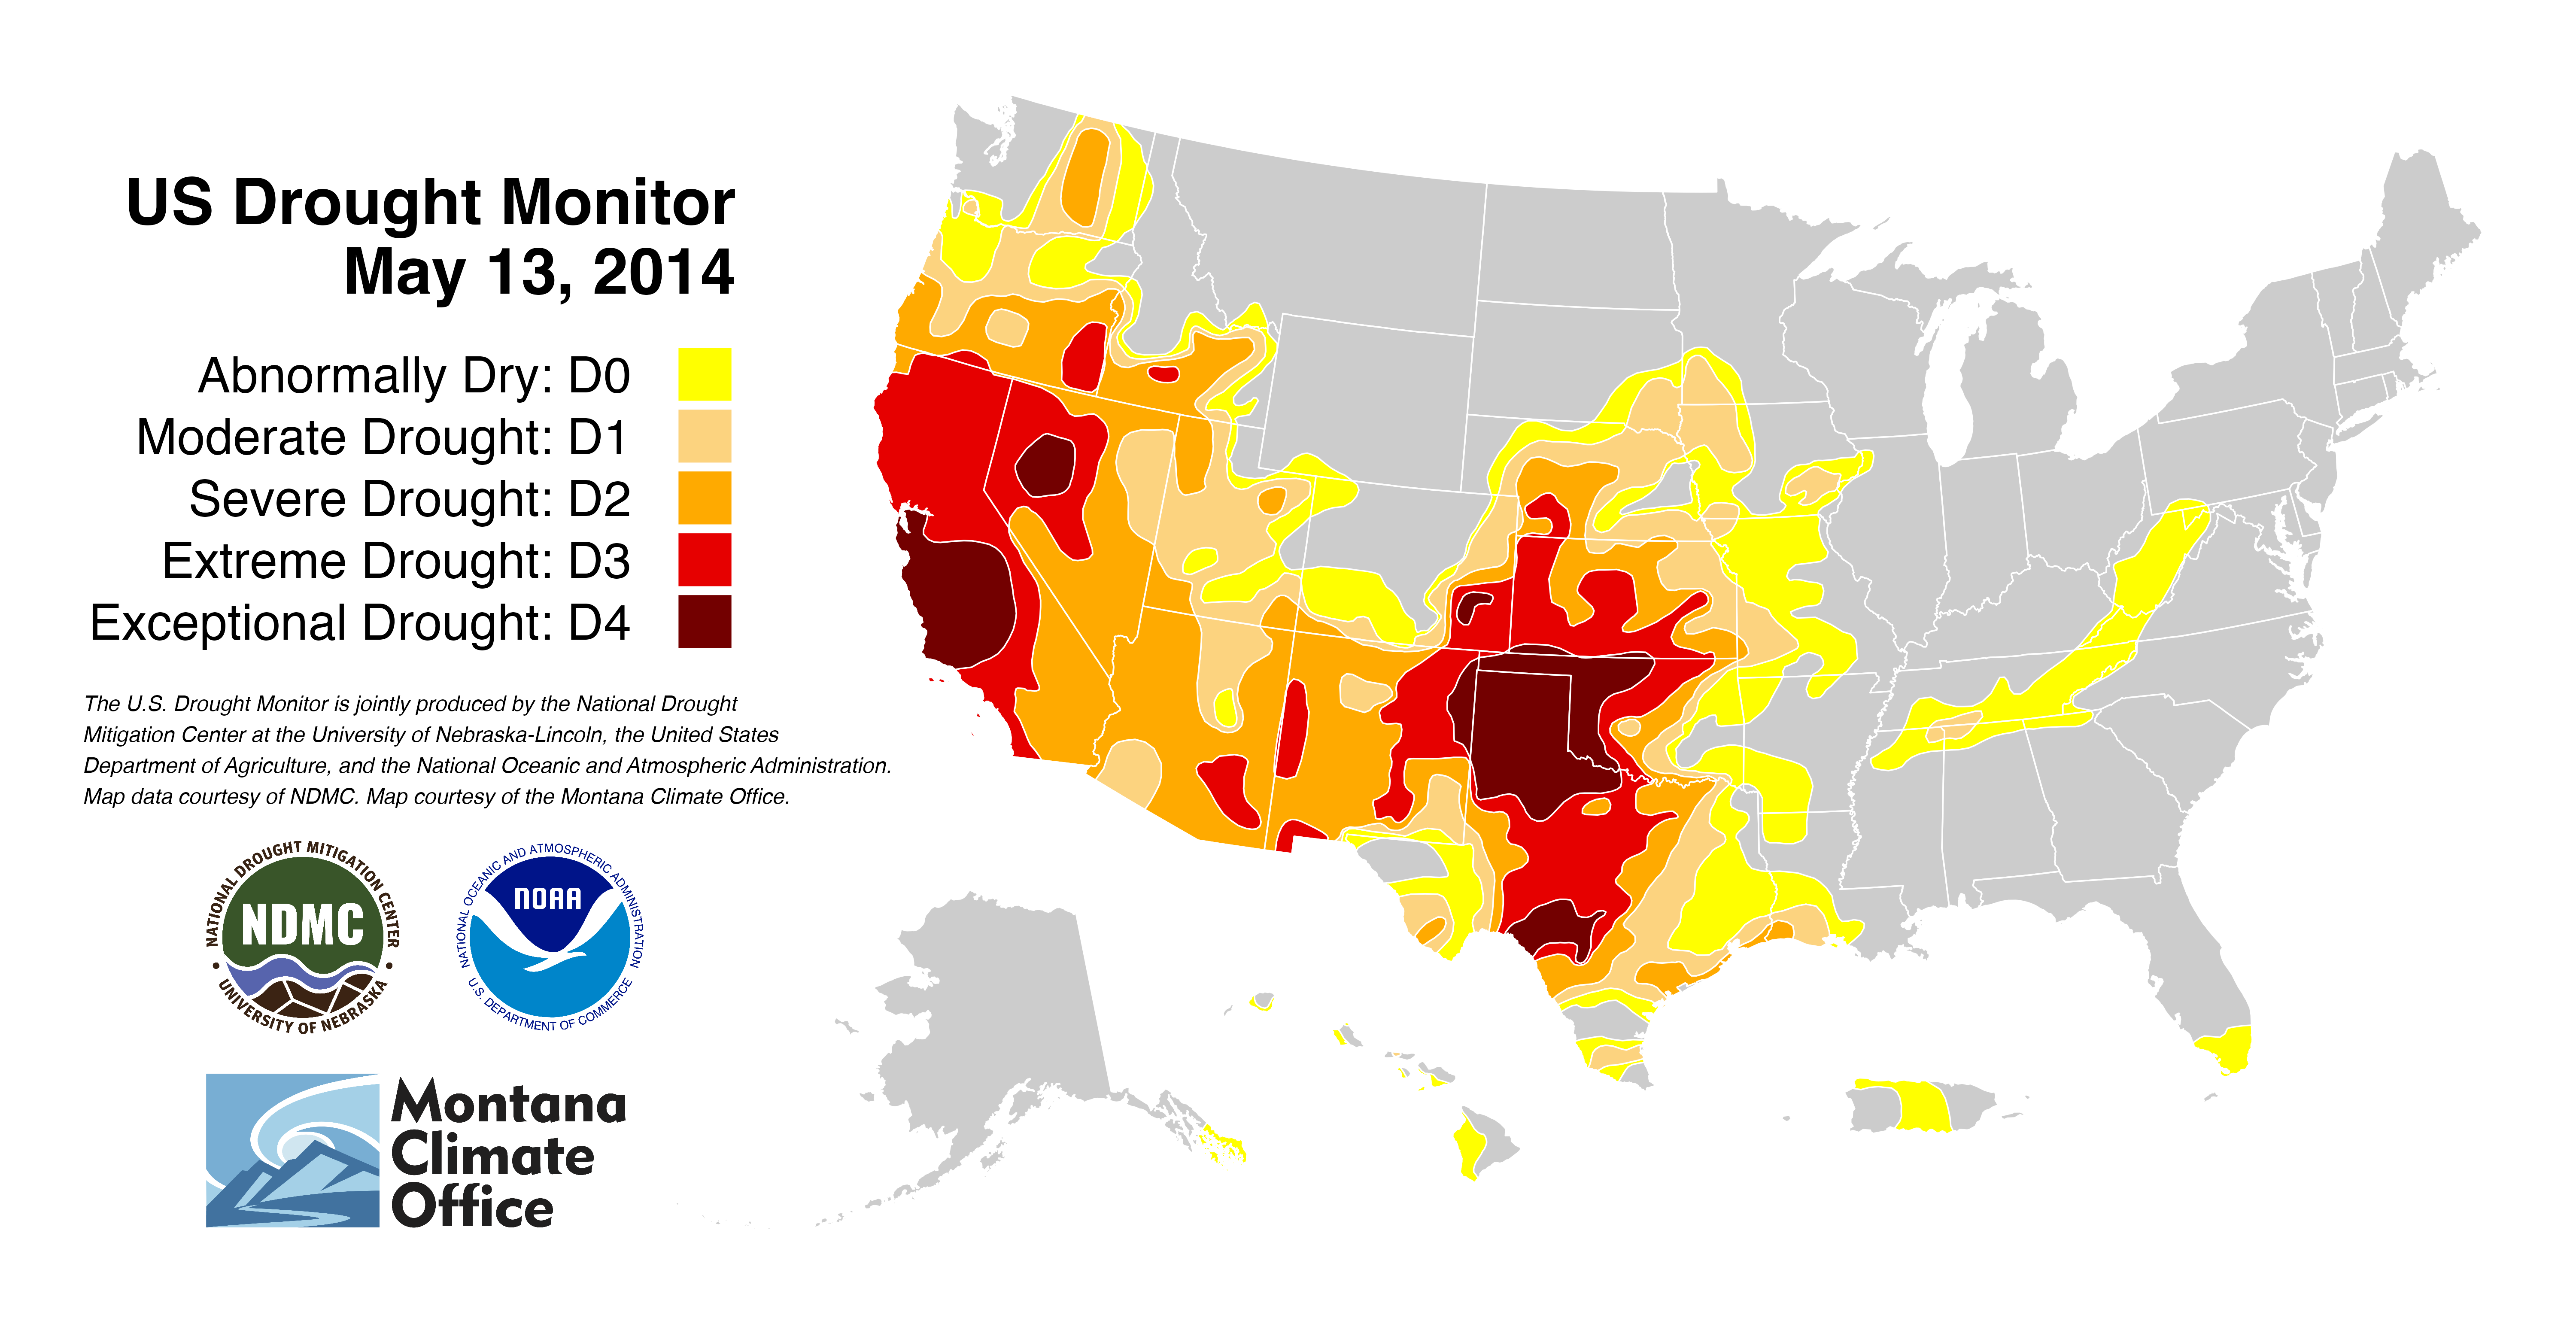 US Drought Monitor
May 13, 2014
Abnormally Dry: D0
Moderate Drought: D1
Severe Drought: D2
Extreme Drought: D3
Exceptional Drought: D4
The U.S. Drought Monitor is jointly produced by the National Drought
Mitigation Center at the University of Nebraska-Lincoln, the United States
Department of Agriculture, and the National Oceanic and Atmospheric Administration.
Map data courtesy of NDMC. Map courtesy of the Montana Climate Office.
NATIONAL DROUGHT MITIGATION CENTER
NDMC
UNIVERSITY OF NEBRASKA
NATIONAL OCEANIC AND ATMOSPHERIC ADMINISTRATION
NOAA
U.S. DEPARTMENT OF COMMERCE
Montana
Climate
Office